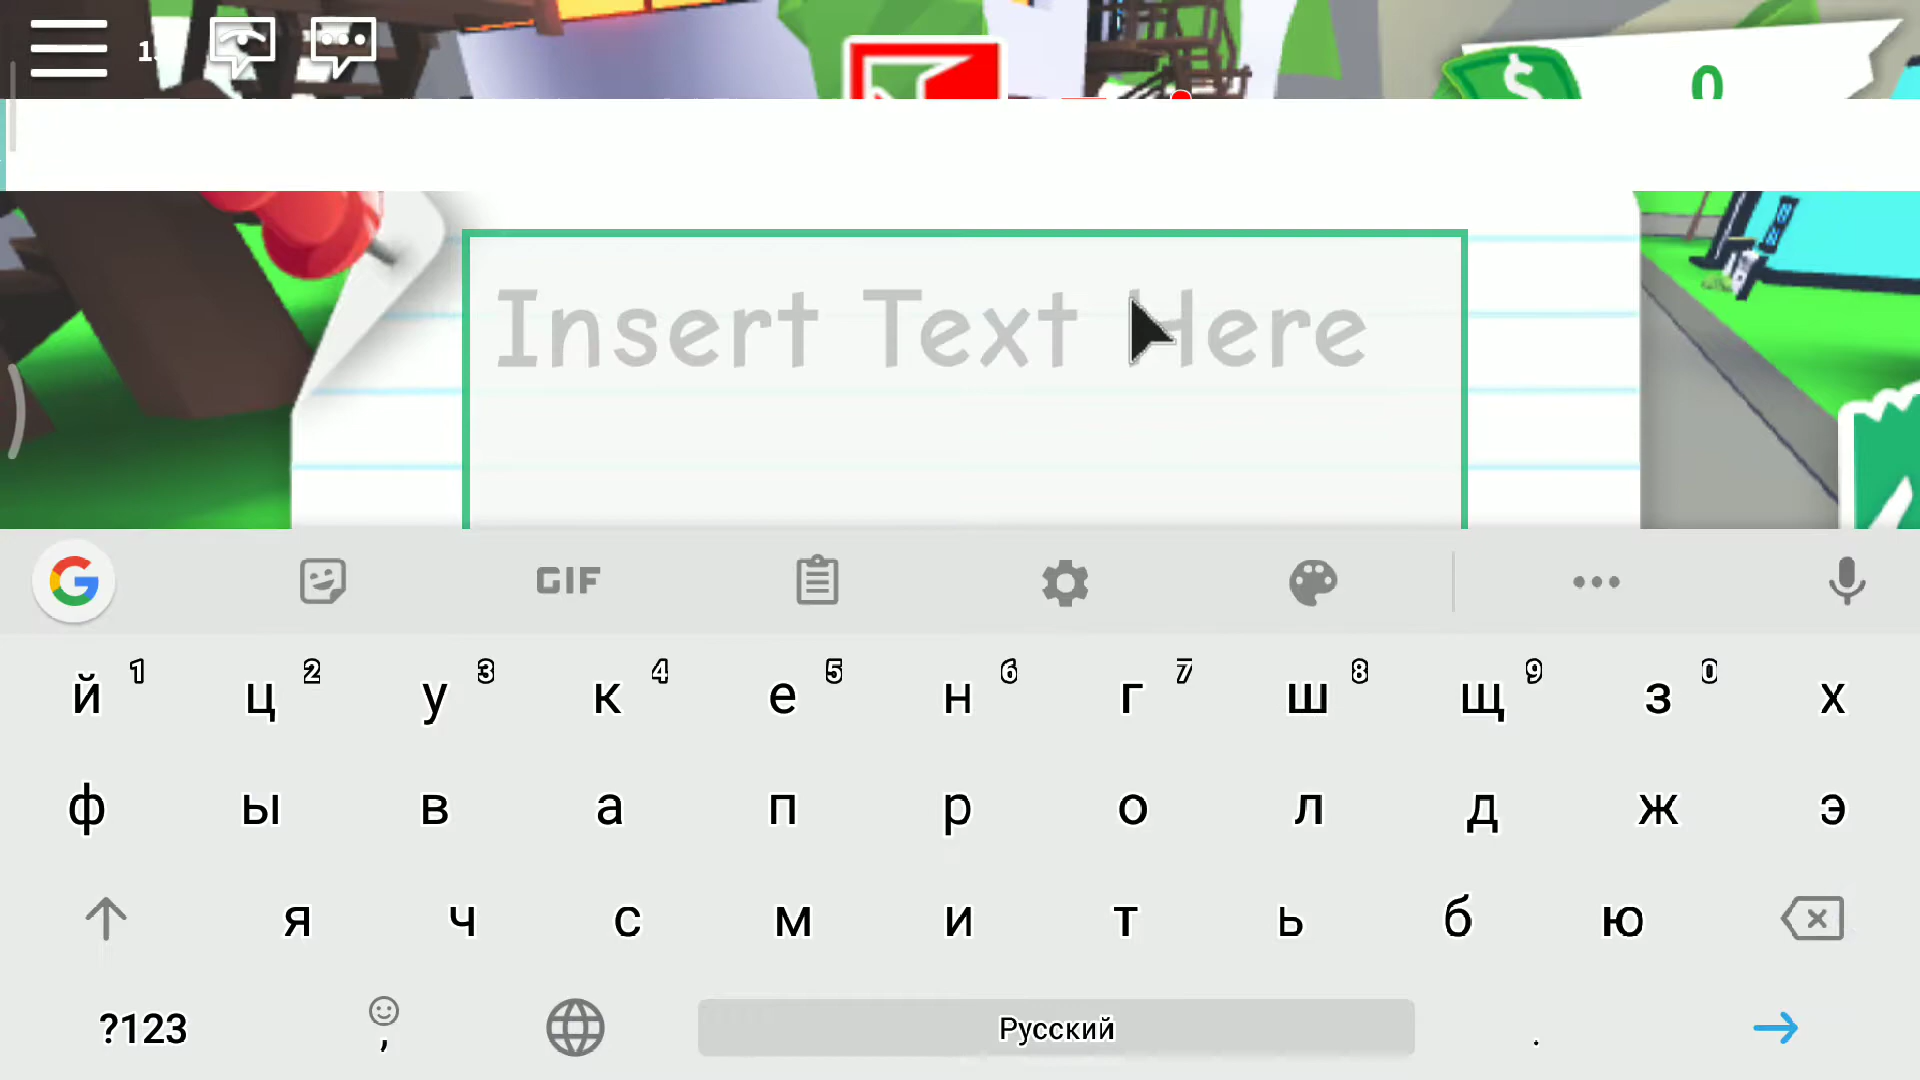 $ 0
Insert Text Here
G GIF
й 1 ц 2 у 3 к 4 е 5 н 6 г 7 ш 8 щ 9 з 0 х
ф ы в а п р о л д ж э
я ч с м и т ь б ю
?123 , Русский .